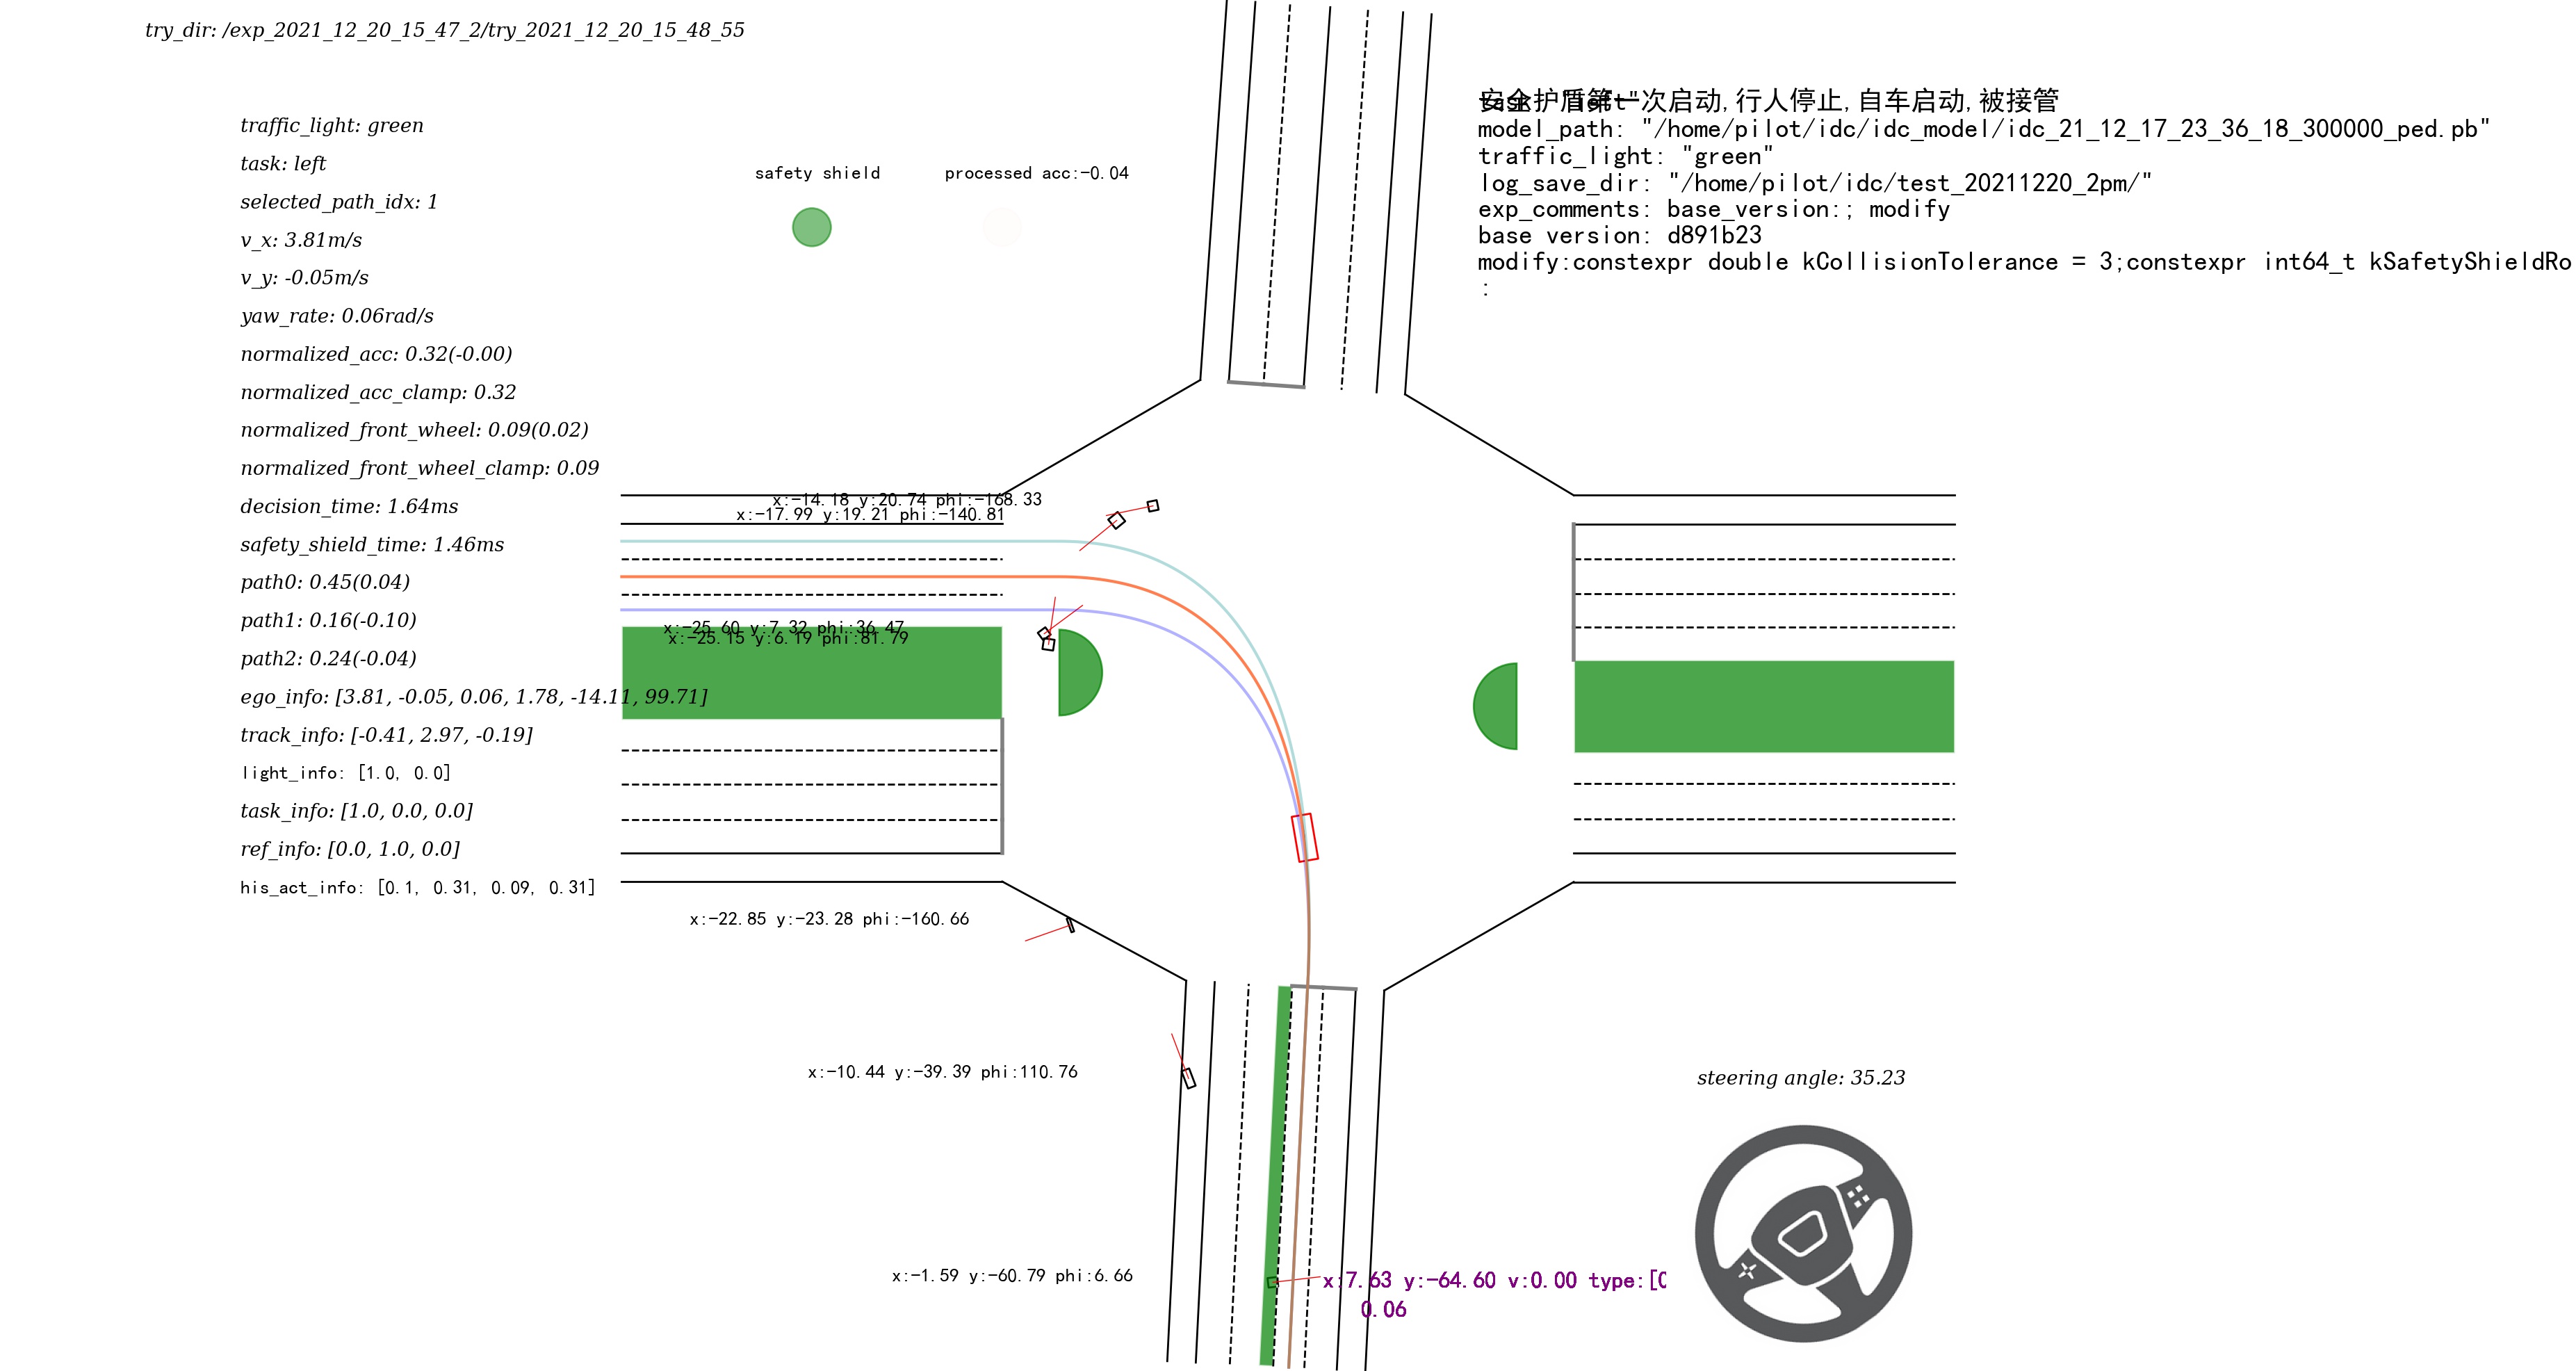 try_dir: /exp_2021_12_20_15_47_2/try_2021_12_20_15_48_55
traffic_light: green
task: left
selected_path_idx: 1
v_x: 3.81m/s
v_y: -0.05m/s
yaw_rate: 0.06rad/s
normalized_acc: 0.32(-0.00)
normalized_acc_clamp: 0.32
normalized_front_wheel: 0.09(0.02)
normalized_front_wheel_clamp: 0.09
decision_time: 1.64ms
safety_shield_time: 1.46ms
path0: 0.45(0.04)
path1: 0.16(-0.10)
path2: 0.24(-0.04)
ego_info: [3.81, -0.05, 0.06, 1.78, -14.11, 99.71]
track_info: [-0.41, 2.97, -0.19]
light_info: [1.0, 0.0]
task_info: [1.0, 0.0, 0.0]
ref_info: [0.0, 1.0, 0.0]
his_act_info: [0.1, 0.31, 0.09, 0.31]
safety shield
processed acc:-0.04
安全护盾第一次启动,行人停止,自车启动,被接管
task: "left"
model_path: "/home/pilot/idc/idc_model/idc_21_12_17_23_36_18_300000_ped.pb"
traffic_light: "green"
log_save_dir: "/home/pilot/idc/test_20211220_2pm/"
exp_comments: base_version:; modify
base version: d891b23
modify:constexpr double kCollisionTolerance = 3;constexpr int64_t kSafetyShieldRo
:
x:-14.18 y:20.74 phi:-168.33
x:-17.99 y:19.21 phi:-140.81
x:-25.60 y:7.32 phi:36.47
x:-25.15 y:6.19 phi:81.79
x:-22.85 y:-23.28 phi:-160.66
x:-10.44 y:-39.39 phi:110.76
x:-1.59 y:-60.79 phi:6.66
x:7.63 y:-64.60 v:0.00 type:[0
0.06
steering angle: 35.23